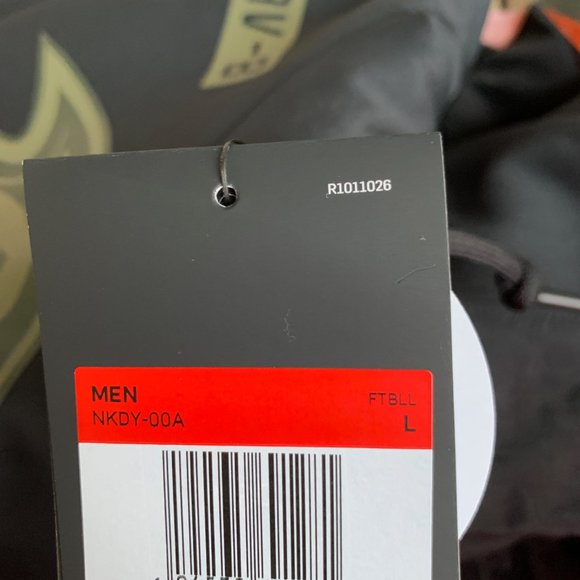 R1011026
MEN
FTBLL
NKDY-00A
L